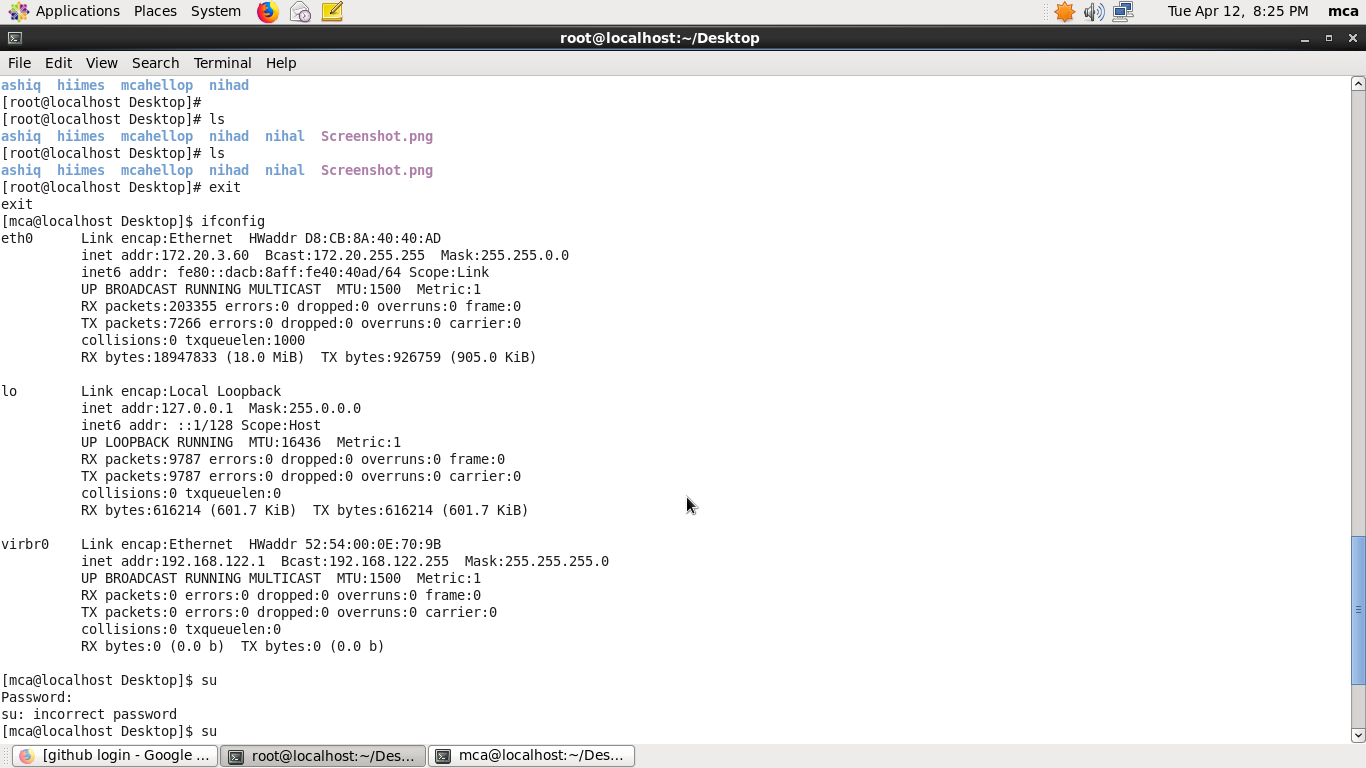 Applications Places System Tue Apr 12, 8:25 PM mca
root@localhost:~/Desktop
File Edit View Search Terminal Help
ashiq  hiimes  mcahellop  nihad
[root@localhost Desktop]#
[root@localhost Desktop]# ls
ashiq  hiimes  mcahellop  nihad  nihal  Screenshot.png
[root@localhost Desktop]# ls
ashiq  hiimes  mcahellop  nihad  nihal  Screenshot.png
[root@localhost Desktop]# exit
exit
[mca@localhost Desktop]$ ifconfig
eth0      Link encap:Ethernet  HWaddr D8:CB:8A:40:40:AD
          inet addr:172.20.3.60  Bcast:172.20.255.255  Mask:255.255.0.0
          inet6 addr: fe80::dacb:8aff:fe40:40ad/64 Scope:Link
          UP BROADCAST RUNNING MULTICAST  MTU:1500  Metric:1
          RX packets:203355 errors:0 dropped:0 overruns:0 frame:0
          TX packets:7266 errors:0 dropped:0 overruns:0 carrier:0
          collisions:0 txqueuelen:1000
          RX bytes:18947833 (18.0 MiB)  TX bytes:926759 (905.0 KiB)
lo        Link encap:Local Loopback
          inet addr:127.0.0.1  Mask:255.0.0.0
          inet6 addr: ::1/128 Scope:Host
          UP LOOPBACK RUNNING  MTU:16436  Metric:1
          RX packets:9787 errors:0 dropped:0 overruns:0 frame:0
          TX packets:9787 errors:0 dropped:0 overruns:0 carrier:0
          collisions:0 txqueuelen:0
          RX bytes:616214 (601.7 KiB)  TX bytes:616214 (601.7 KiB)
virbr0    Link encap:Ethernet  HWaddr 52:54:00:0E:70:9B
          inet addr:192.168.122.1  Bcast:192.168.122.255  Mask:255.255.255.0
          UP BROADCAST RUNNING MULTICAST  MTU:1500  Metric:1
          RX packets:0 errors:0 dropped:0 overruns:0 frame:0
          TX packets:0 errors:0 dropped:0 overruns:0 carrier:0
          collisions:0 txqueuelen:0
          RX bytes:0 (0.0 b)  TX bytes:0 (0.0 b)
[mca@localhost Desktop]$ su
Password:
su: incorrect password
[mca@localhost Desktop]$ su
[github login - Google ... root@localhost:~/Des... mca@localhost:~/Des...